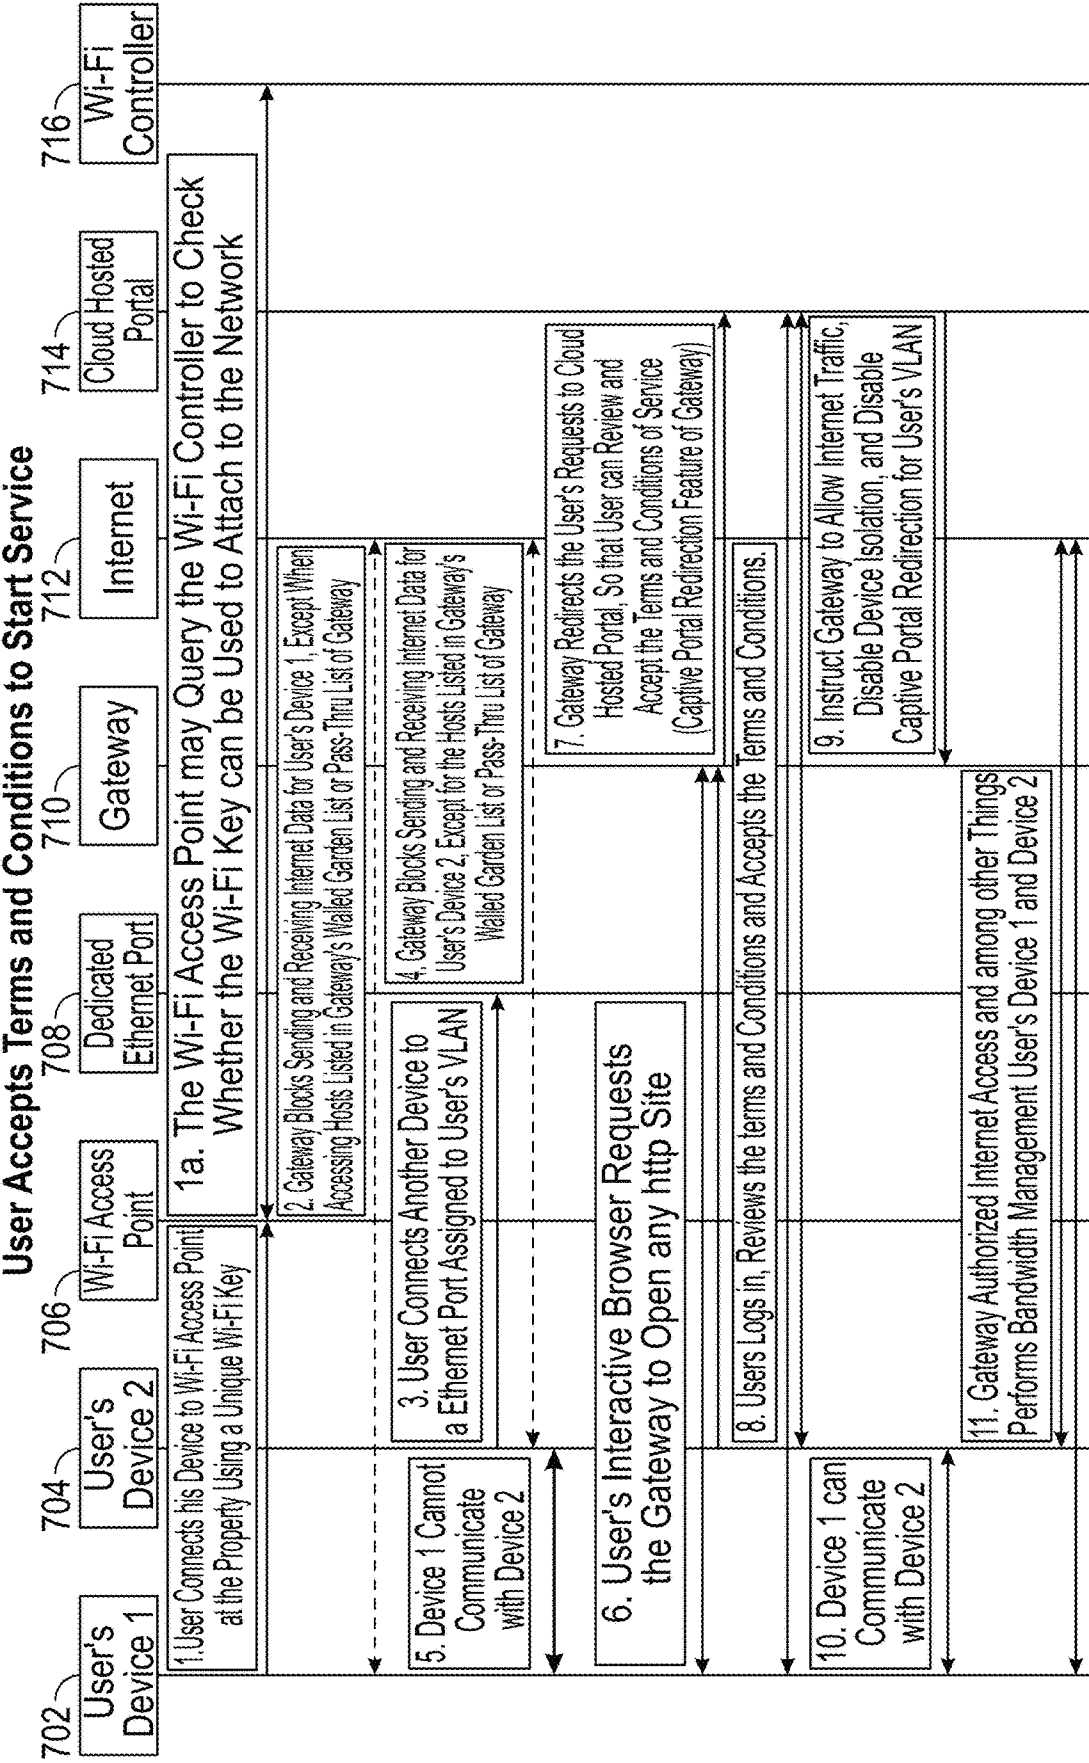 User Accepts Terms and Conditions to Start Service
702
704
706
708
710
712
714
716
User's
Device 1
User's
Device 2
Wi-Fi Access
Point
Dedicated
Ethernet Port
Gateway
Internet
Cloud Hosted
Portal
Wi-Fi
Controller
1.User Connects his Device to Wi-Fi Access Point
at the Property Using a Unique Wi-Fi Key
1a. The Wi-Fi Access Point may Query the Wi-Fi Controller to Check
Whether the Wi-Fi Key can be Used to Attach to the Network
2. Gateway Blocks Sending and Receiving Internet Data for User's Device 1, Except When
Accessing Hosts Listed in Gateway's Walled Garden List or Pass-Thru List of Gateway
3. User Connects Another Device to
a Ethernet Port Assigned to User's VLAN
4. Gateway Blocks Sending and Receiving Internet Data for
User's Device 2, Except for the Hosts Listed in Gateway's
Walled Garden List or Pass-Thru List of Gateway
5. Device 1 Cannot
Communicate
with Device 2
6. User's Interactive Browser Requests
the Gateway to Open any http Site
7. Gateway Redirects the User's Requests to Cloud
Hosted Portal, So that User can Review and
Accept the Terms and Conditions of Service
(Captive Portal Redirection Feature of Gateway)
8. Users Logs in, Reviews the terms and Conditions and Accepts the Terms and Conditions.
9. Instruct Gateway to Allow Internet Traffic,
Disable Device Isolation, and Disable
Captive Portal Redirection for User's VLAN
10. Device 1 can
Communicate
with Device 2
11. Gateway Authorized Internet Access and among other Things
Performs Bandwidth Management User's Device 1 and Device 2